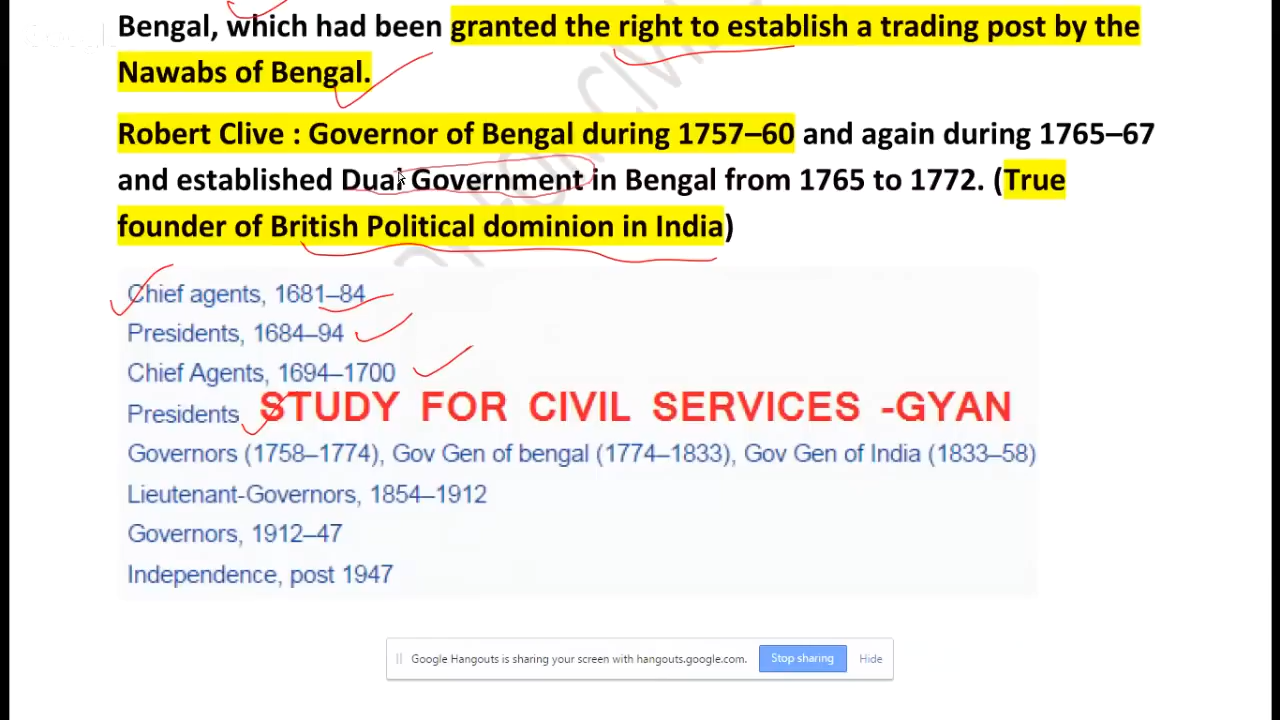 Bengal, which had been granted the right to establish a trading post by the
Nawabs of Bengal.
Robert Clive : Governor of Bengal during 1757–60 and again during 1765–67
and established Dual Government in Bengal from 1765 to 1772. (True
founder of British Political dominion in India)
Chief agents, 1681–84
Presidents, 1684–94
Chief Agents, 1694–1700
Presidents
STUDY FOR CIVIL SERVICES -GYAN
Governors (1758–1774), Gov Gen of bengal (1774–1833), Gov Gen of India (1833–58)
Lieutenant-Governors, 1854–1912
Governors, 1912–47
Independence, post 1947
Google Hangouts is sharing your screen with hangouts.google.com.
Stop sharing
Hide